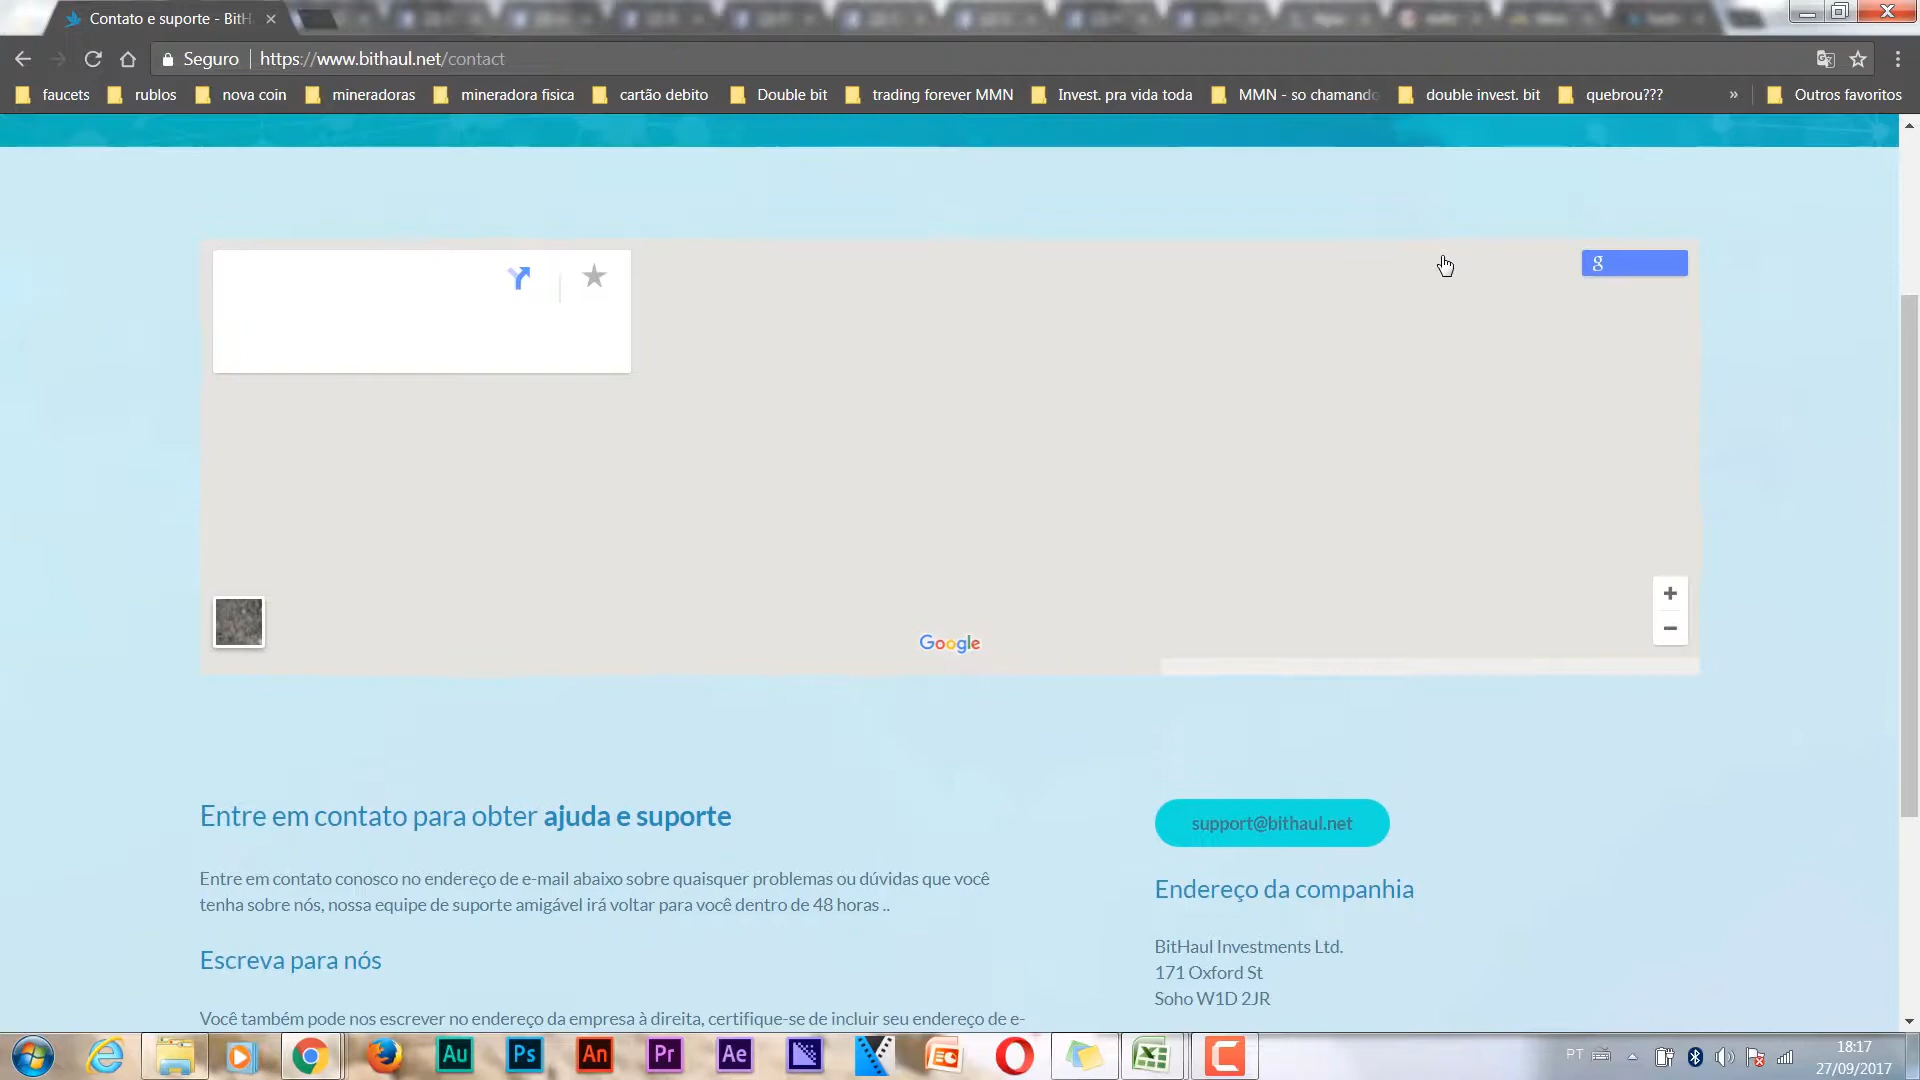 Contato e suporte - BitH
Seguro
https://www.bithaul.net/contact
faucets
rublos
nova coin
mineradoras
mineradora fisica
cartão debito
Double bit
trading forever MMN
Invest. pra vida toda
MMN - so chamando
double invest. bit
quebrou???
»
Outros favoritos
g
Google
Entre em contato para obter ajuda e suporte
support@bithaul.net
Entre em contato conosco no endereço de e-mail abaixo sobre quaisquer problemas ou dúvidas que você
tenha sobre nós, nossa equipe de suporte amigável irá voltar para você dentro de 48 horas ..
Endereço da companhia
BitHaul Investments Ltd.
171 Oxford St
Soho W1D 2JR
Escreva para nós
Você também pode nos escrever no endereço da empresa à direita, certifique-se de incluir seu endereço de e-
Au
Ps
An
Pr
Ae
PT
18:17
27/09/2017